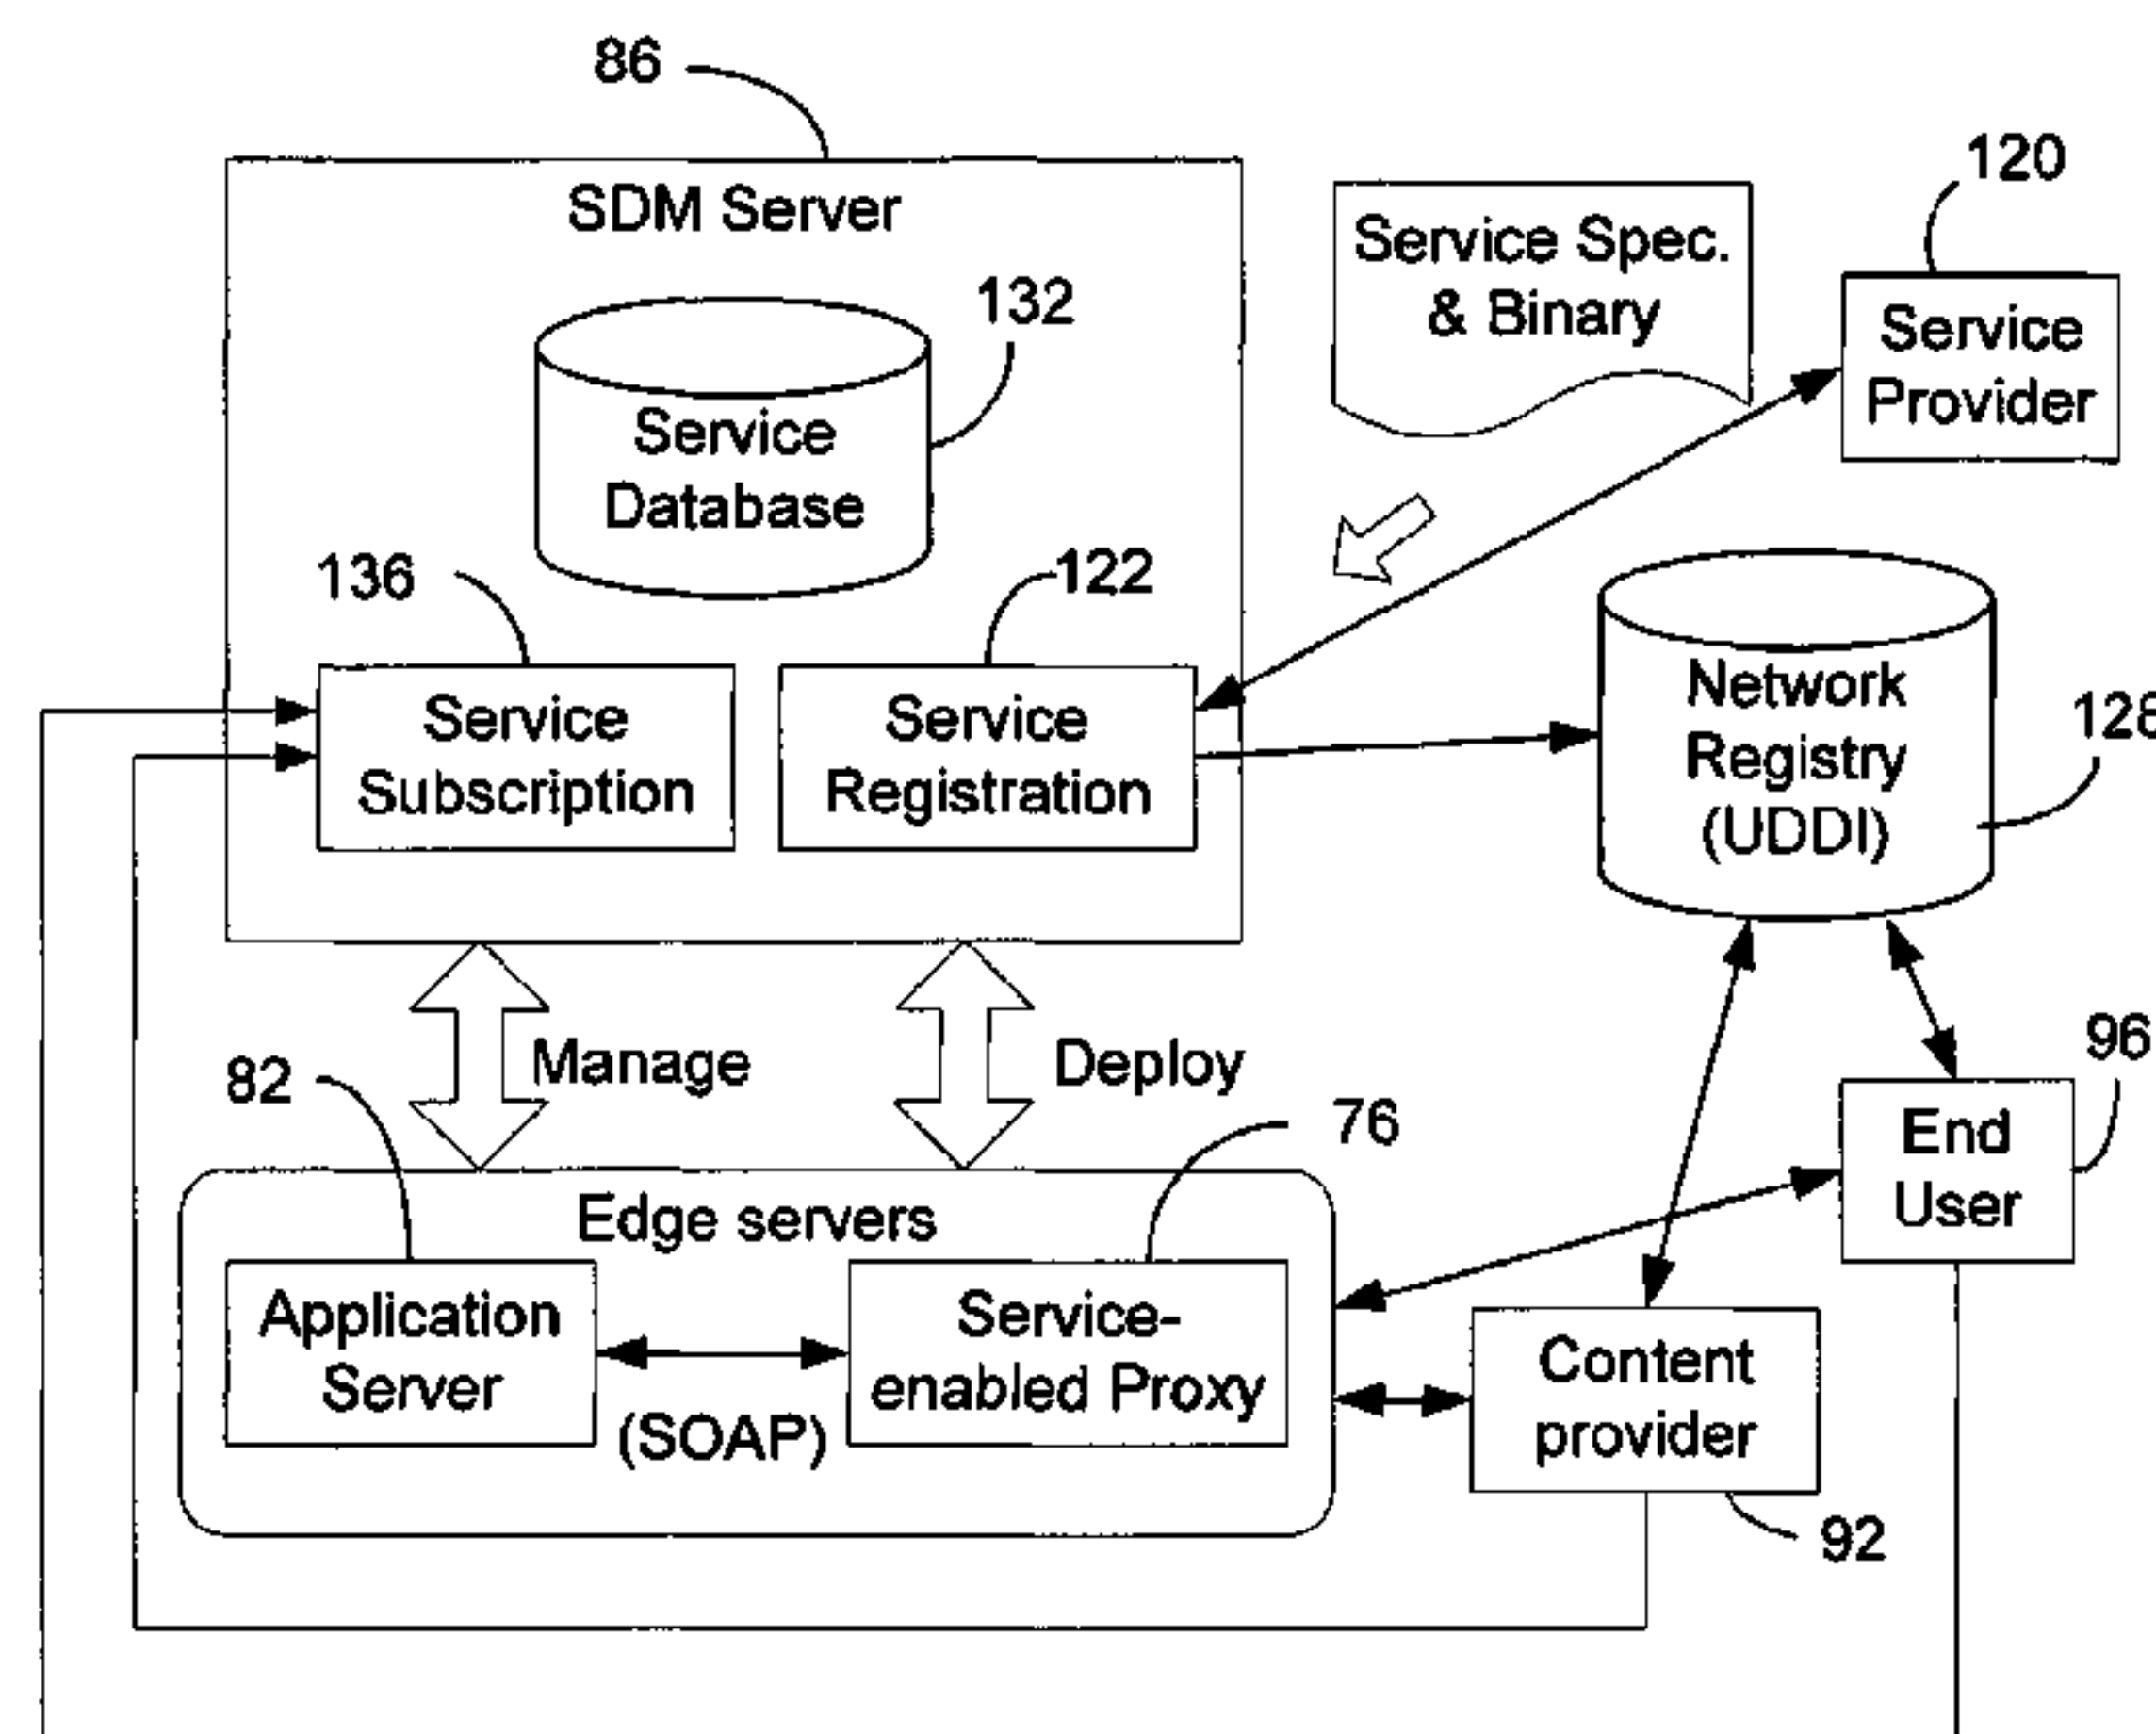 86
SDM Server
120
Service Spec.
& Binary
Service
Provider
132
Service
Database
136
122
Service
Subscription
Service
Registration
Network
Registry
(UDDI)
128
Manage
Deploy
96
82
76
End
User
Edge servers
Application
Server
(SOAP)
Service-
enabled Proxy
Content
provider
92